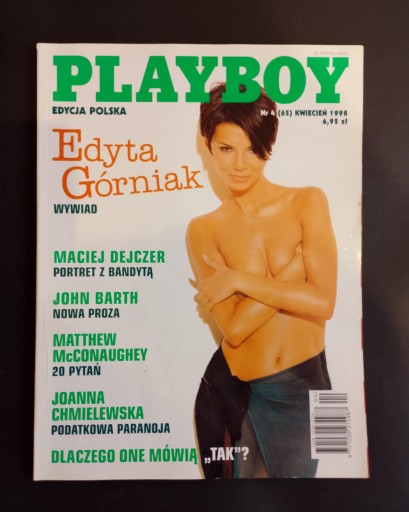 PLAYBOY
EDYCJA POLSKA
Nr 4 (65) KWIECIEŃ 1998
6,95 zł
Edyta
Górniak
WYWIAD
MACIEJ DEJCZER
PORTRET Z BANDYTĄ
JOHN BARTH
NOWA PROZA
MATTHEW
McCONAUGHEY
20 PYTAŃ
JOANNA
CHMIELEWSKA
PODATKOWA PARANOJA
DLACZEGO ONE MÓWIĄ „TAK”?